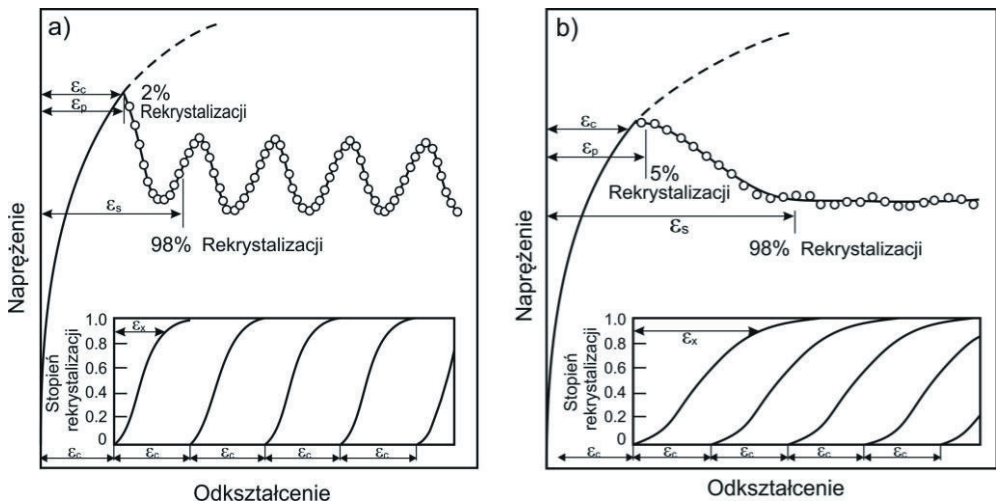 a)
εc
2%
εp
Rekrystalizacji
εs
98% Rekrystalizacji
Naprężenie
Stopień
rekrystalizacji
1.0
0.8
0.6
0.4
0.2
0
εx
εc εc εc εc εc
Odkształcenie
b)
εc
εp
5%
Rekrystalizacji
εs
98% Rekrystalizacji
Naprężenie
Stopień
rekrystalizacji
1.0
0.8
0.6
0.4
0.2
0
εx
εc εc εc εc εc
Odkształcenie